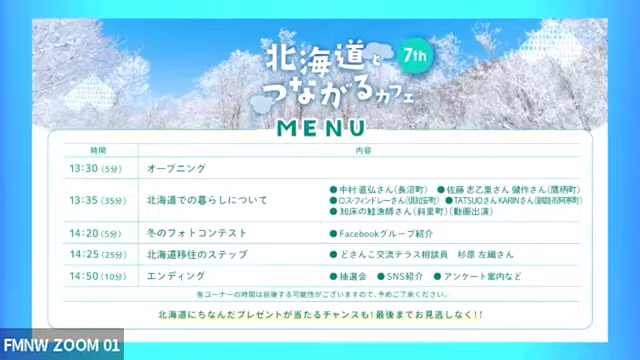 北海道と
つながるカフェ
7th
MENU
時間 内容
13:30(5分) オープニング
13:35(35分) 北海道での暮らしについて ●中村 直弘さん(長沼町) ●佐藤 志乙里さん 健作さん(鷹栖町)
●ロス・フィンドレーさん(倶知安町) ●TATSUOさん KARINさん(釧路市阿寒町)
●知床の鮭漁師さん(斜里町)(動画出演)
14:20(5分) 冬のフォトコンテスト ●Facebookグループ紹介
14:25(25分) 北海道移住のステップ ●どさんこ交流テラス相談員 杉原 左織さん
14:50(10分) エンディング ●抽選会 ●SNS紹介 ●アンケート案内など
各コーナーの時間は前後する可能性がございますので、予めご了承ください。
北海道にちなんだプレゼントが当たるチャンスも!最後までお見逃しなく!!
FMNW ZOOM 01